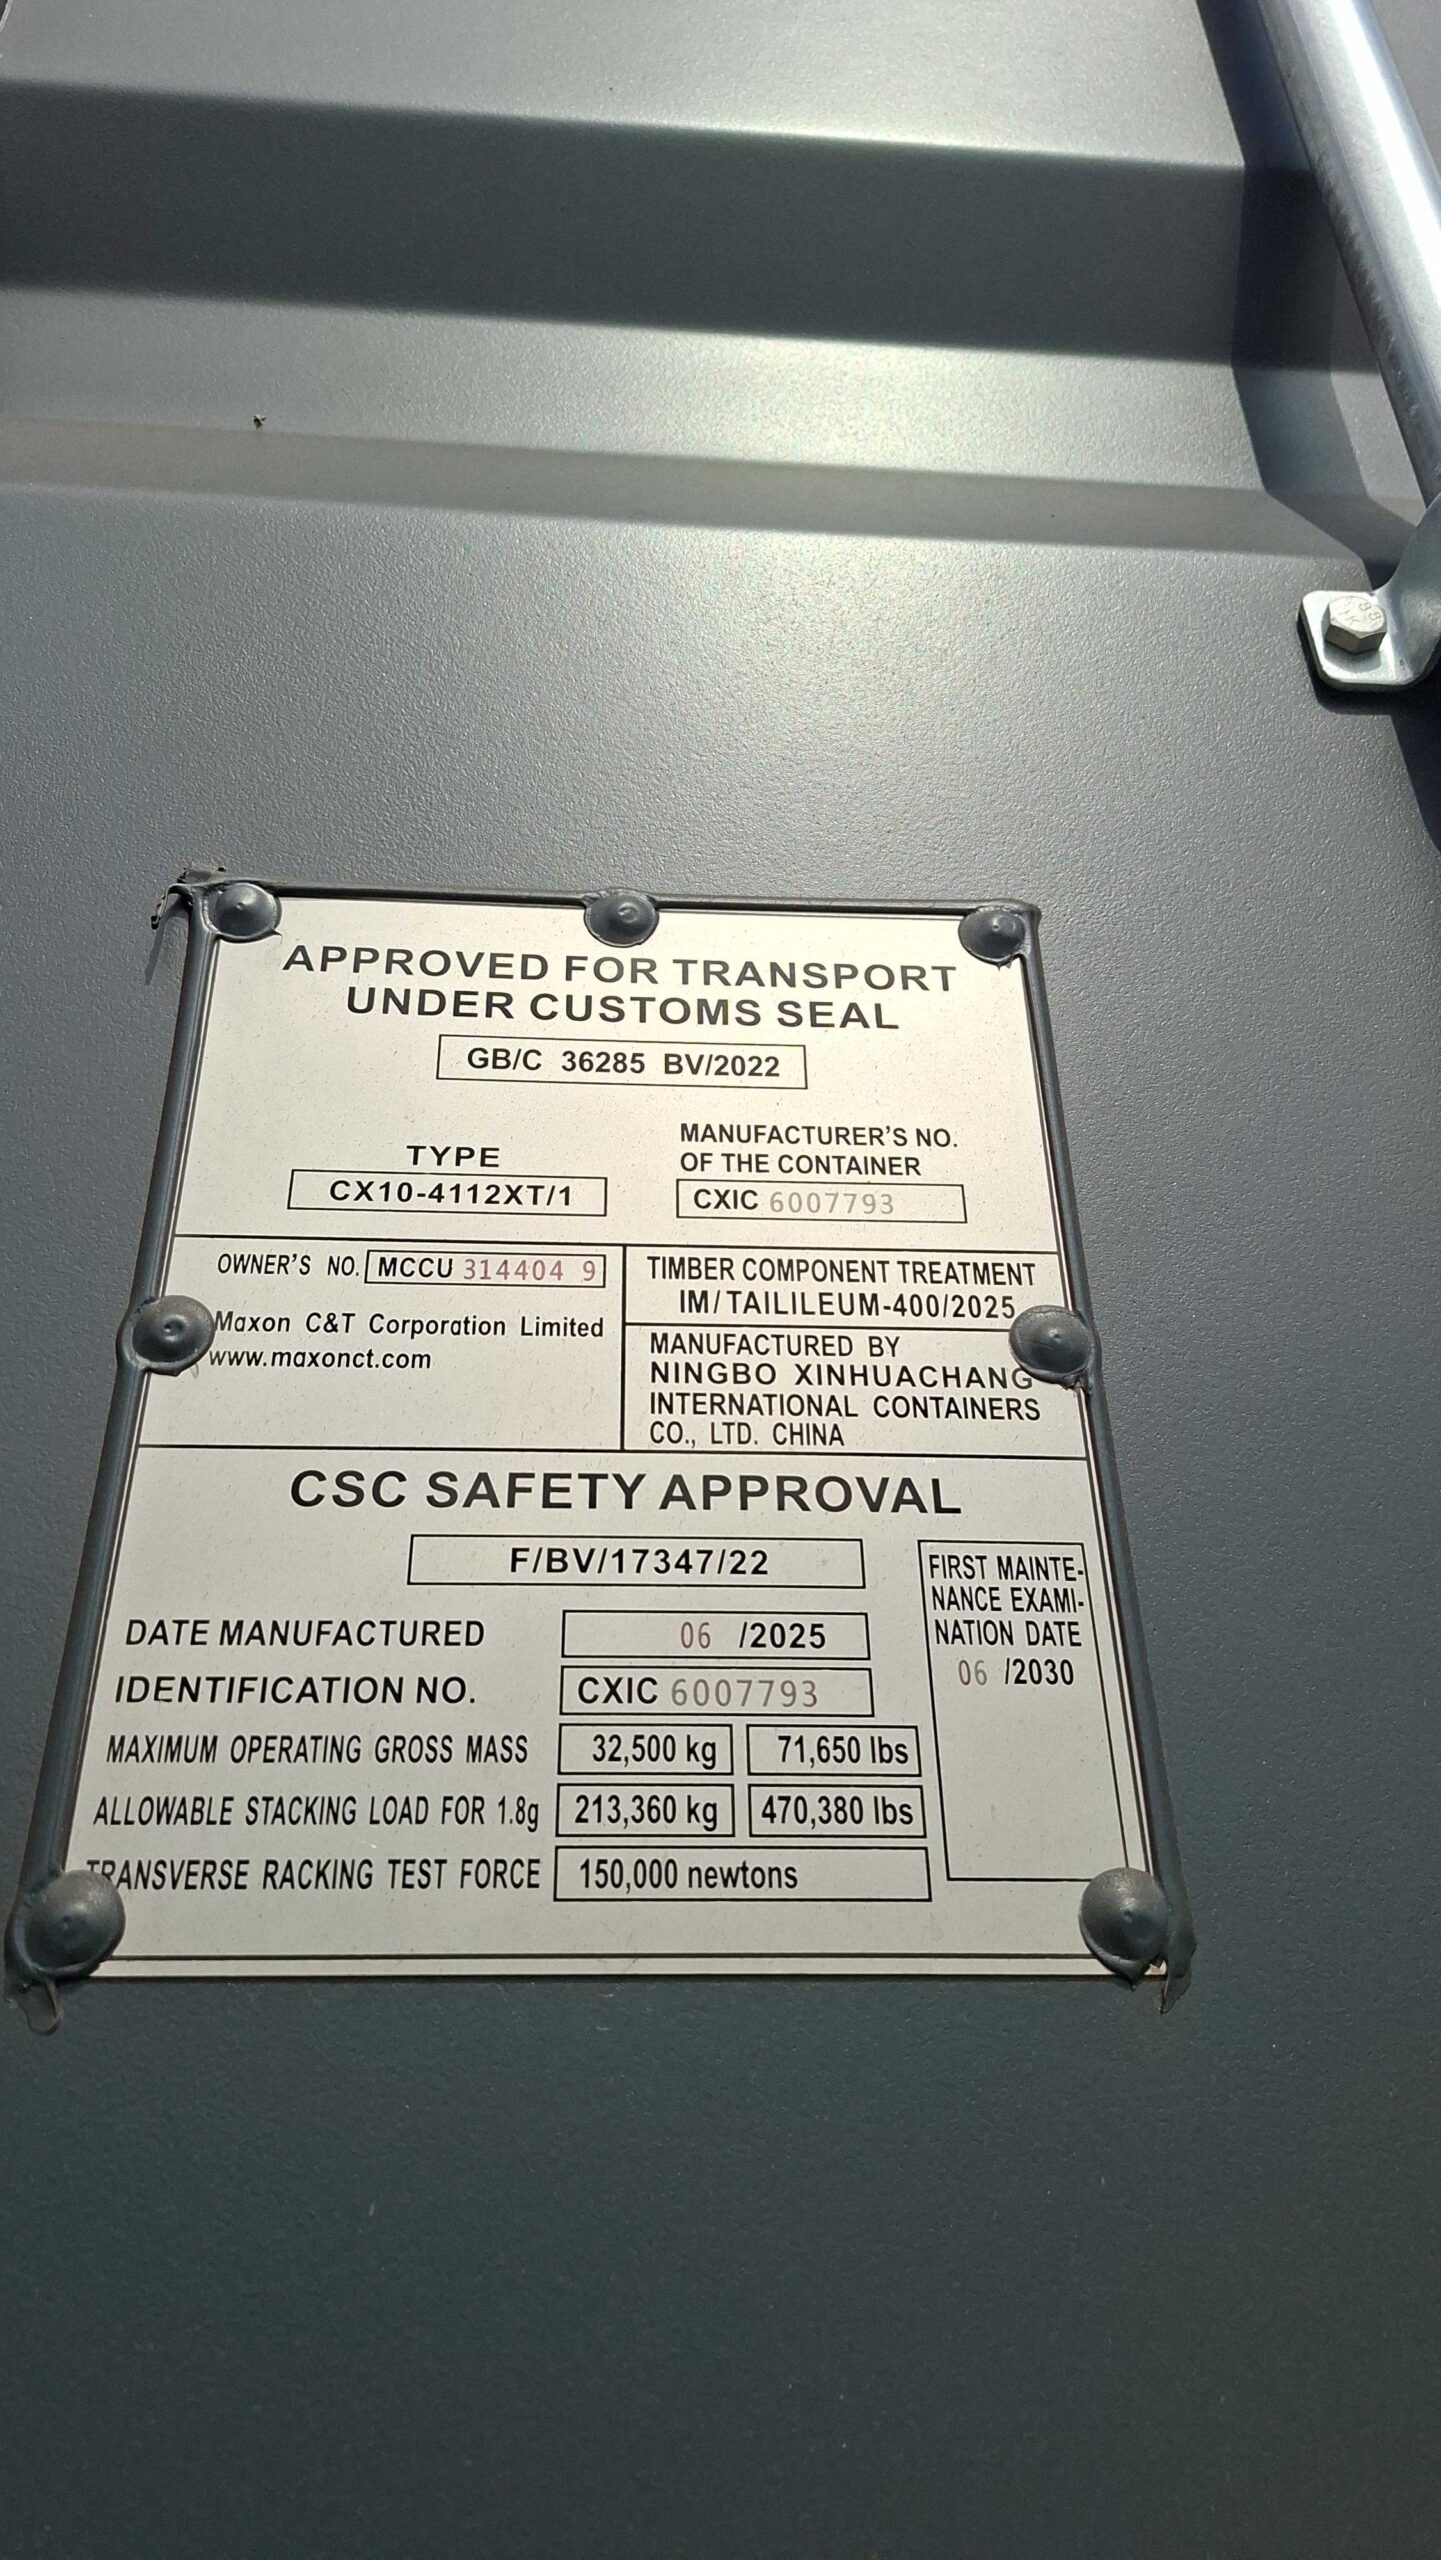 APPROVED FOR TRANSPORT
UNDER CUSTOMS SEAL
GB/C 36285 BV/2022
TYPE
CX10-4112XT/1
MANUFACTURER'S NO.
OF THE CONTAINER
CXIC 6007793
OWNER'S NO. MCCU 314404 9
Maxon C&T Corporation Limited
www.maxonct.com
TIMBER COMPONENT TREATMENT
IM/TAILILEUM-400/2025
MANUFACTURED BY
NINGBO XINHUACHANG
INTERNATIONAL CONTAINERS
CO., LTD. CHINA
CSC SAFETY APPROVAL
F/BV/17347/22
DATE MANUFACTURED 06 /2025
IDENTIFICATION NO. CXIC 6007793
MAXIMUM OPERATING GROSS MASS 32,500 kg 71,650 lbs
ALLOWABLE STACKING LOAD FOR 1.8g 213,360 kg 470,380 lbs
TRANSVERSE RACKING TEST FORCE 150,000 newtons
FIRST MAINTE-
NANCE EXAMI-
NATION DATE
06 /2030